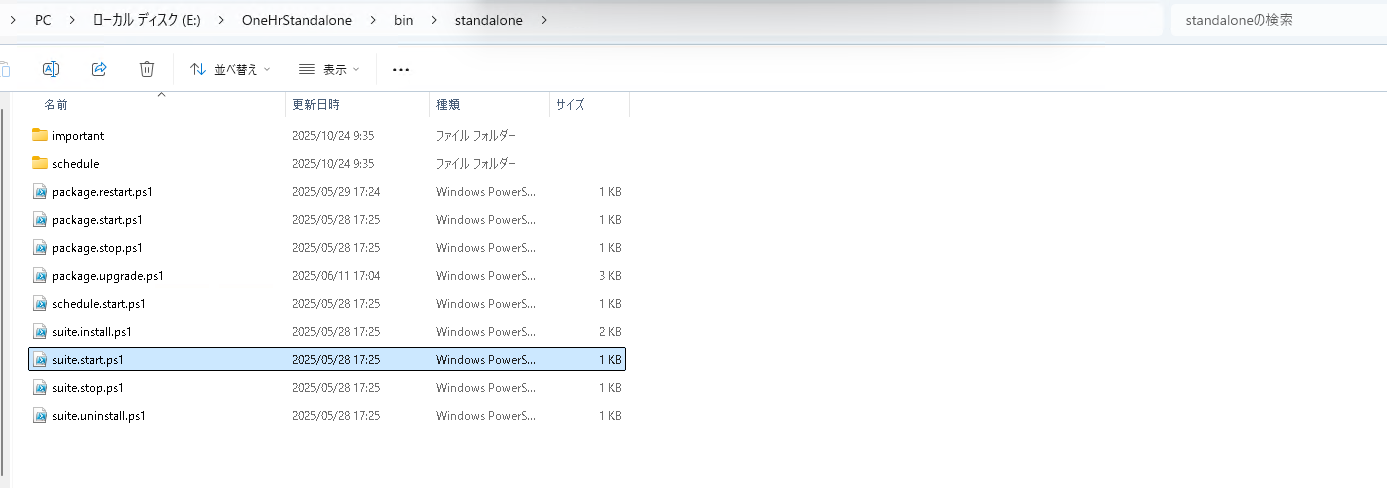 PC ローカル ディスク (E:) OneHrStandalone bin standalone standaloneの検索
並べ替え 表示
名前 更新日時 種類 サイズ
important 2025/10/24 9:35 ファイル フォルダー
schedule 2025/10/24 9:35 ファイル フォルダー
package.restart.ps1 2025/05/29 17:24 Windows PowerS... 1 KB
package.start.ps1 2025/05/28 17:25 Windows PowerS... 1 KB
package.stop.ps1 2025/05/28 17:25 Windows PowerS... 1 KB
package.upgrade.ps1 2025/06/11 17:04 Windows PowerS... 3 KB
schedule.start.ps1 2025/05/28 17:25 Windows PowerS... 1 KB
suite.install.ps1 2025/05/28 17:25 Windows PowerS... 2 KB
suite.start.ps1 2025/05/28 17:25 Windows PowerS... 1 KB
suite.stop.ps1 2025/05/28 17:25 Windows PowerS... 1 KB
suite.uninstall.ps1 2025/05/28 17:25 Windows PowerS... 1 KB